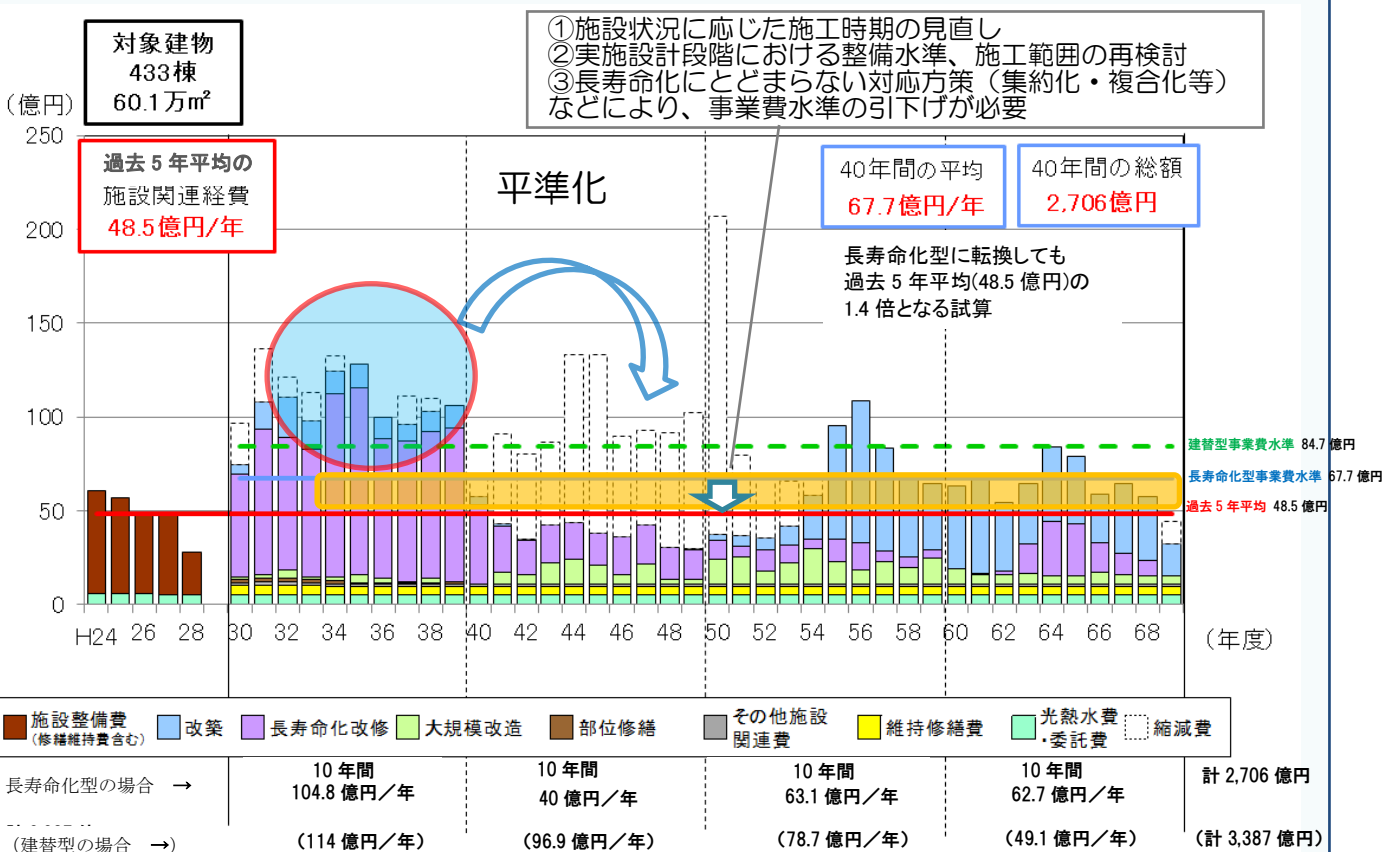 対象建物
433棟
60.1万㎡
①施設状況に応じた施工時期の見直し
②実施設計段階における整備水準、施工範囲の再検討
③長寿命化にとどまらない対応方策（集約化・複合化等）
などにより、事業費水準の引下げが必要
（億円）
250
200
150
100
50
0
過去５年平均の
施設関連経費
48.5億円/年
平準化
40年間の平均
67.7億円/年
40年間の総額
2,706億円
長寿命化型に転換しても
過去５年平均(48.5 億円)の
1.4 倍となる試算
建替型事業費水準 84.7 億円
長寿命化型事業費水準 67.7 億円
過去５年平均 48.5 億円
H24 26 28 30 32 34 36 38 40 42 44 46 48 50 52 54 56 58 60 62 64 66 68
（年度）
施設整備費
(修繕維持費含む)
改築
長寿命化改修
大規模改造
部位修繕
その他施設
関連費
維持修繕費
光熱水費
・委託費
縮減費
長寿命化型の場合 →
10 年間
104.8 億円／年
10 年間
40 億円／年
10 年間
63.1 億円／年
10 年間
62.7 億円／年
計 2,706 億円
（建替型の場合 →）
（114 億円／年）
（96.9 億円／年）
（78.7 億円／年）
（49.1 億円／年）
（計 3,387 億円）